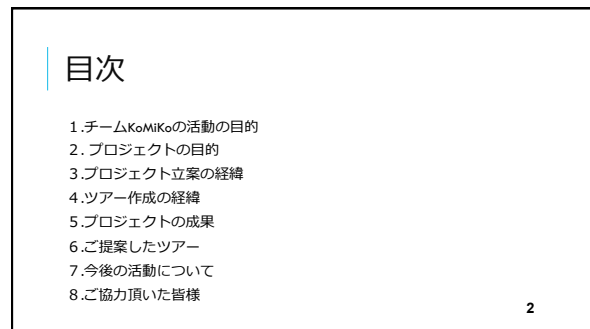 目次
１.チームKoMiKoの活動の目的
２. プロジェクトの目的
３.プロジェクト立案の経緯
４.ツアー作成の経緯
５.プロジェクトの成果
６.ご提案したツアー
７.今後の活動について
８.ご協力頂いた皆様
2